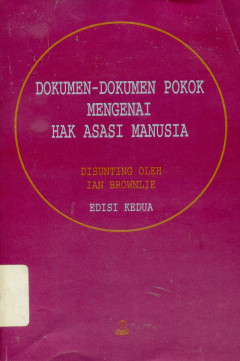 DOKUMEN-DOKUMEN POKOK
MENGENAI
HAK ASASI MANUSIA
DISUNTING OLEH
IAN BROWNLIE
EDISI KEDUA